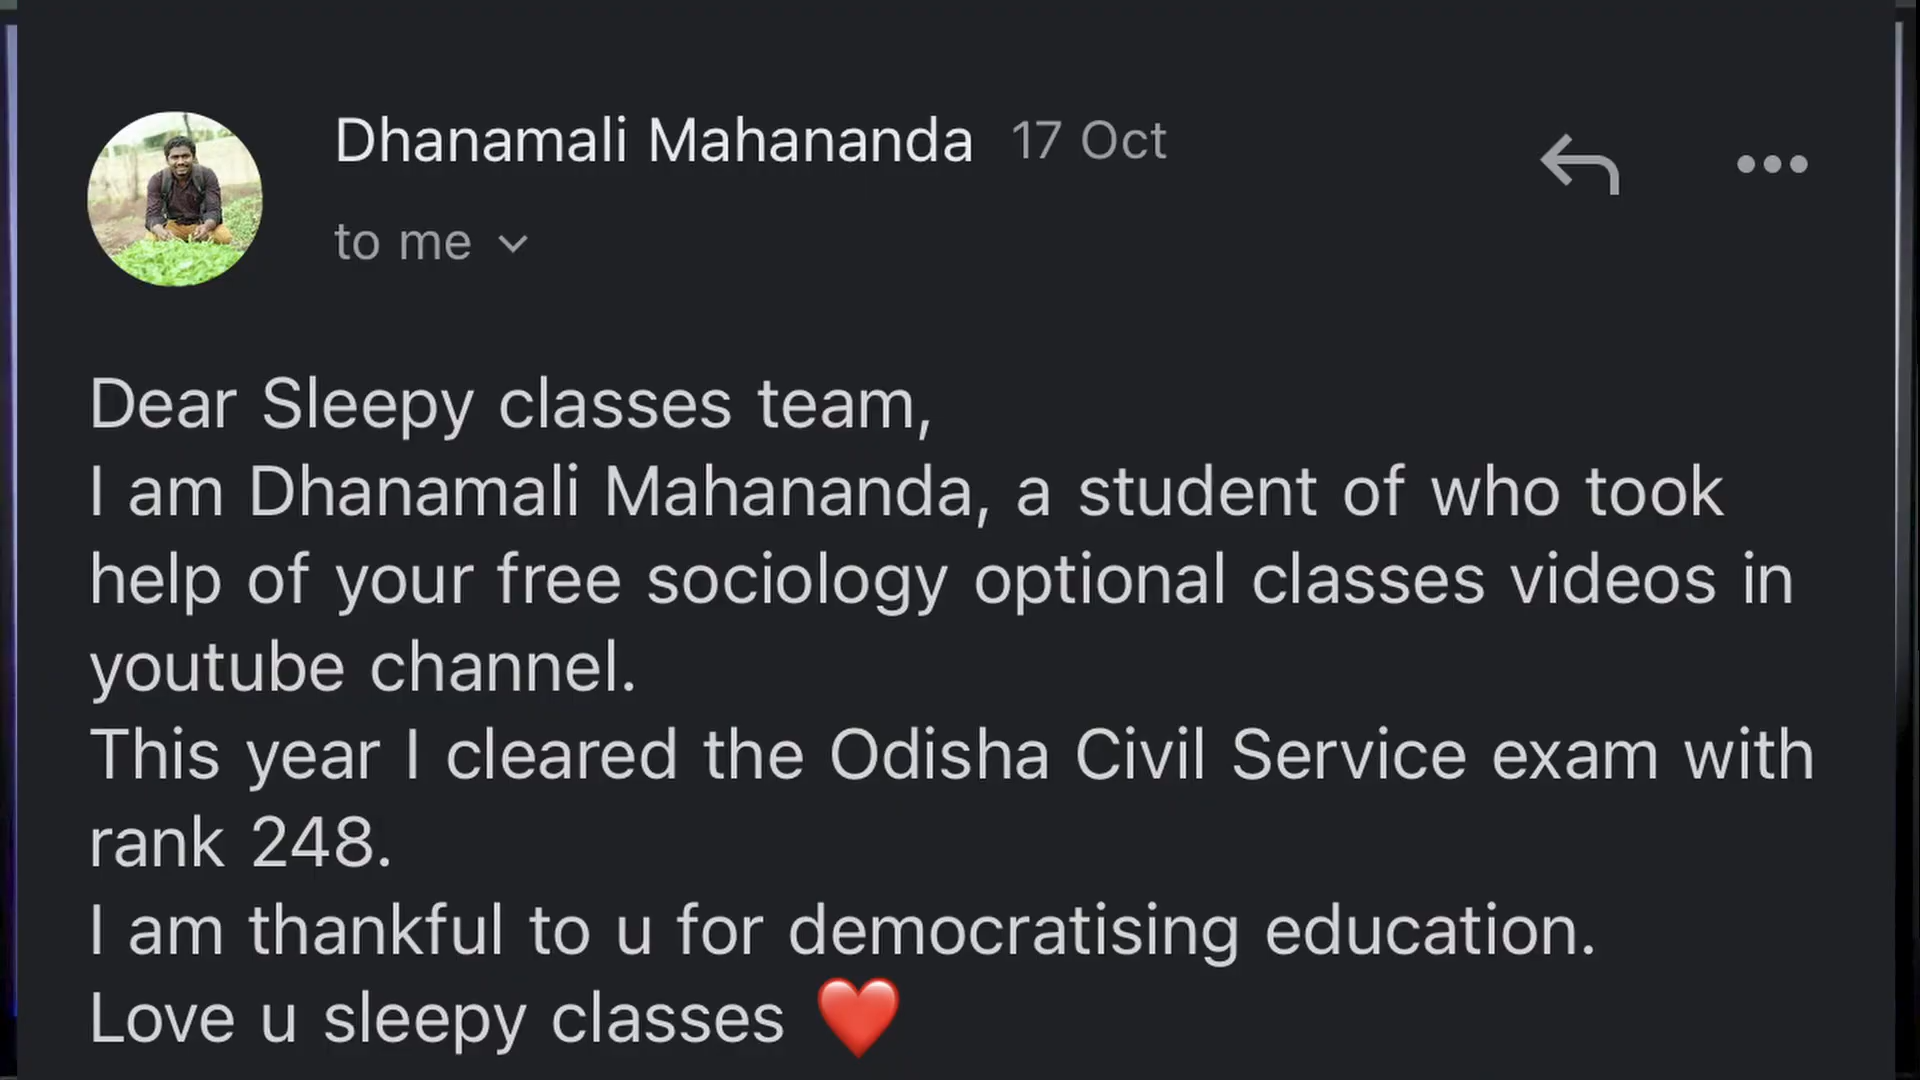 Dhanamali Mahananda 17 Oct
to me
Dear Sleepy classes team,
I am Dhanamali Mahananda, a student of who took
help of your free sociology optional classes videos in
youtube channel.
This year I cleared the Odisha Civil Service exam with
rank 248.
I am thankful to u for democratising education.
Love u sleepy classes ❤️